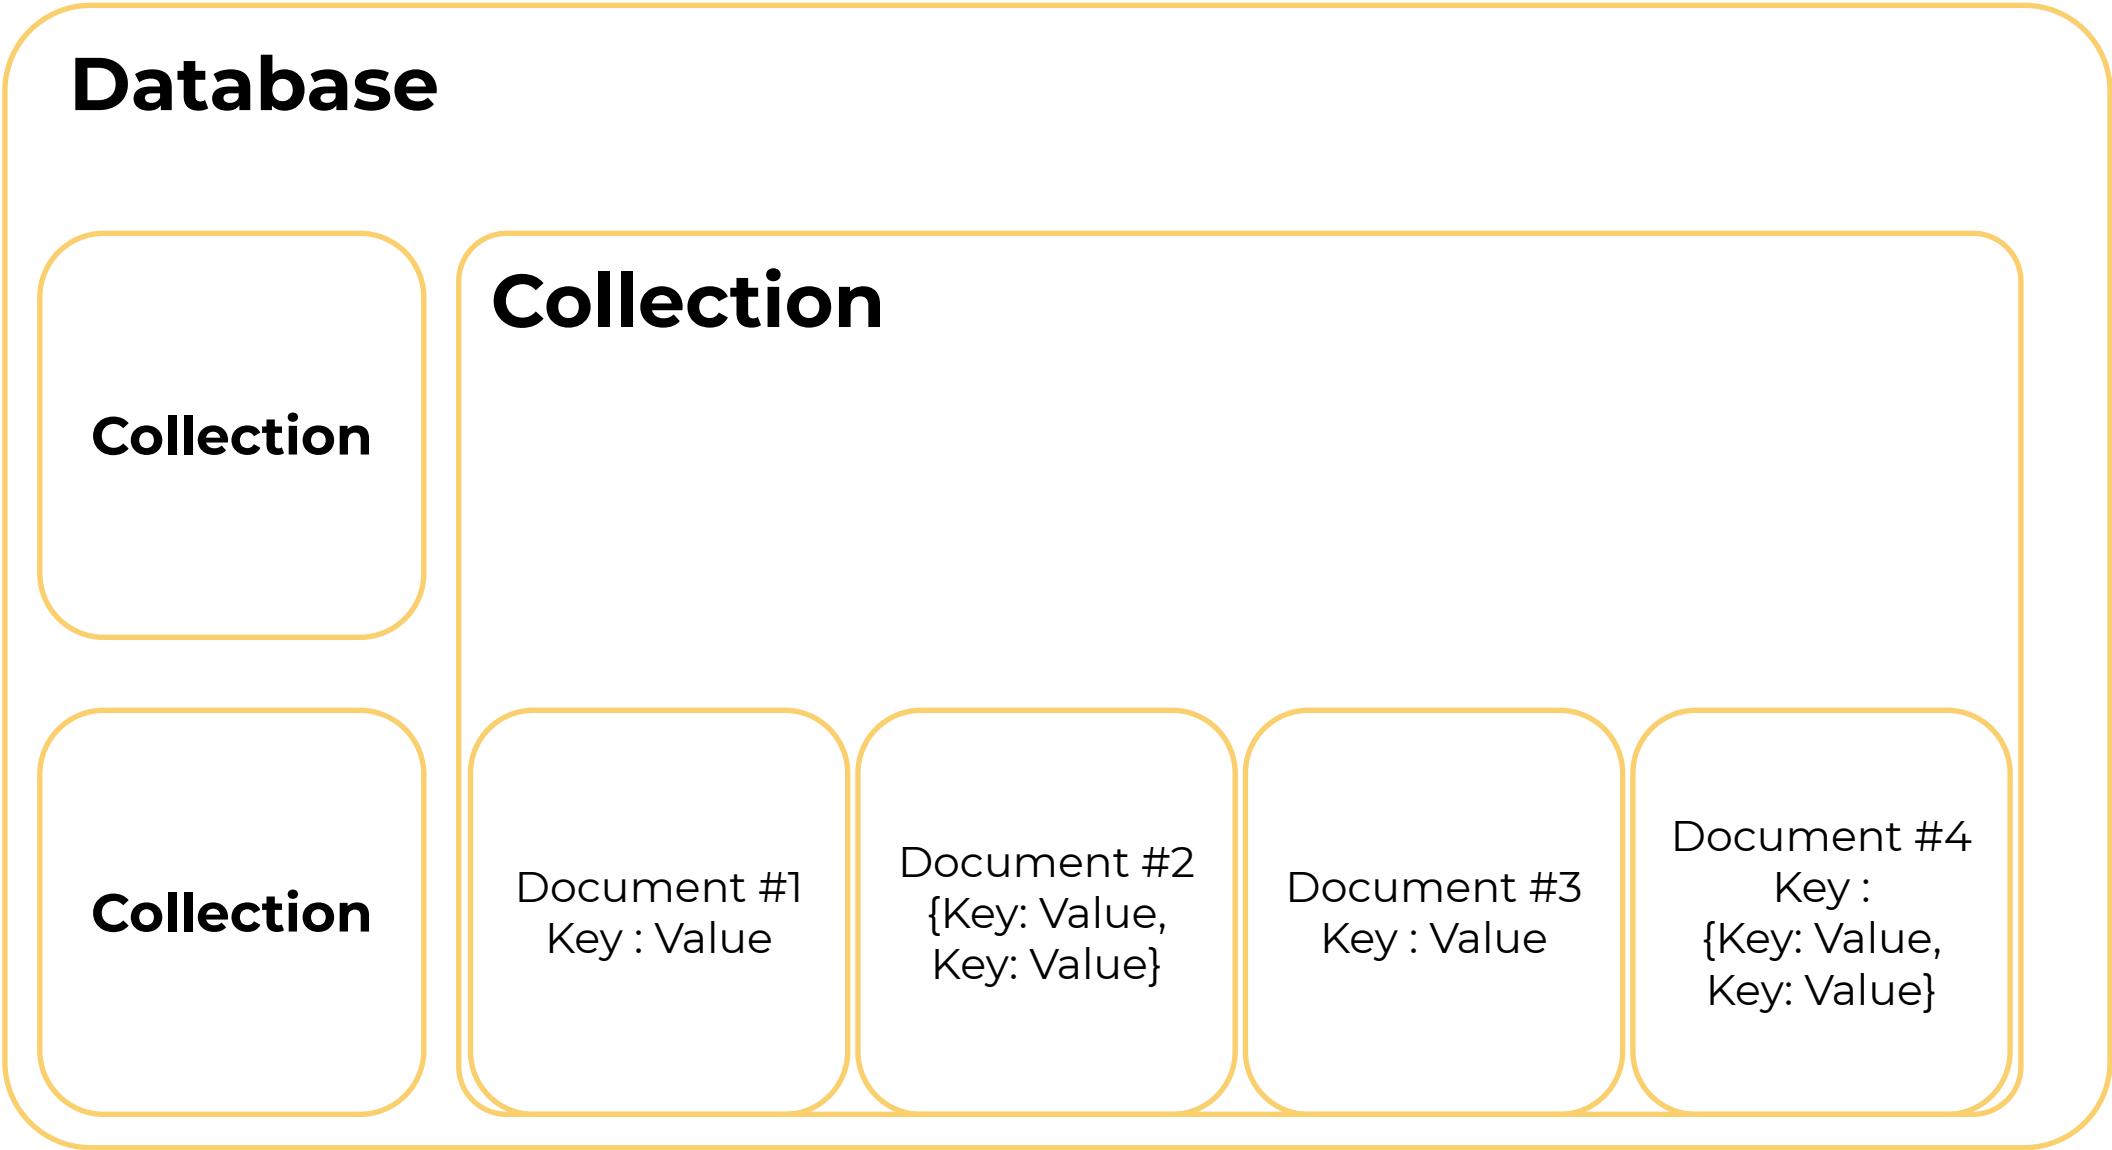 Database
Collection
Collection
Collection
Document #1
Key : Value
Document #2
{Key: Value,
Key: Value}
Document #3
Key : Value
Document #4
Key :
{Key: Value,
Key: Value}